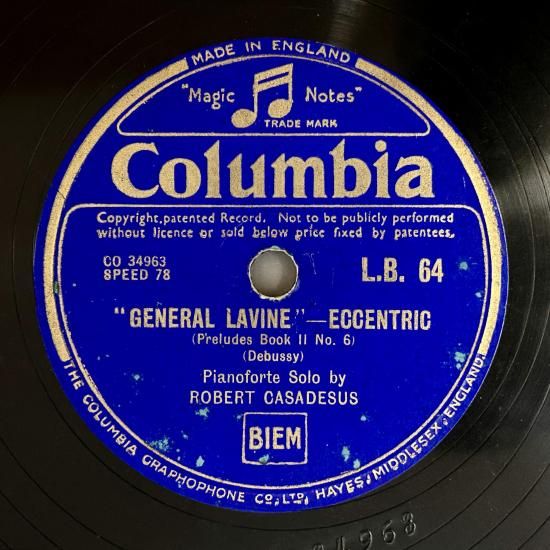 MADE IN ENGLAND
"Magic Notes"
TRADE MARK
Columbia
Copyright, patented Record. Not to be publicly performed
without licence or sold below price fixed by patentees.
CO 34963
SPEED 78
L.B. 64
"GENERAL LAVINE"—ECCENTRIC
(Preludes Book II No. 6)
(Debussy)
Pianoforte Solo by
ROBERT CASADESUS
BIEM
THE COLUMBIA GRAPHOPHONE CO., LTD., HAYES, MIDDLESEX, ENGLAND.
34963